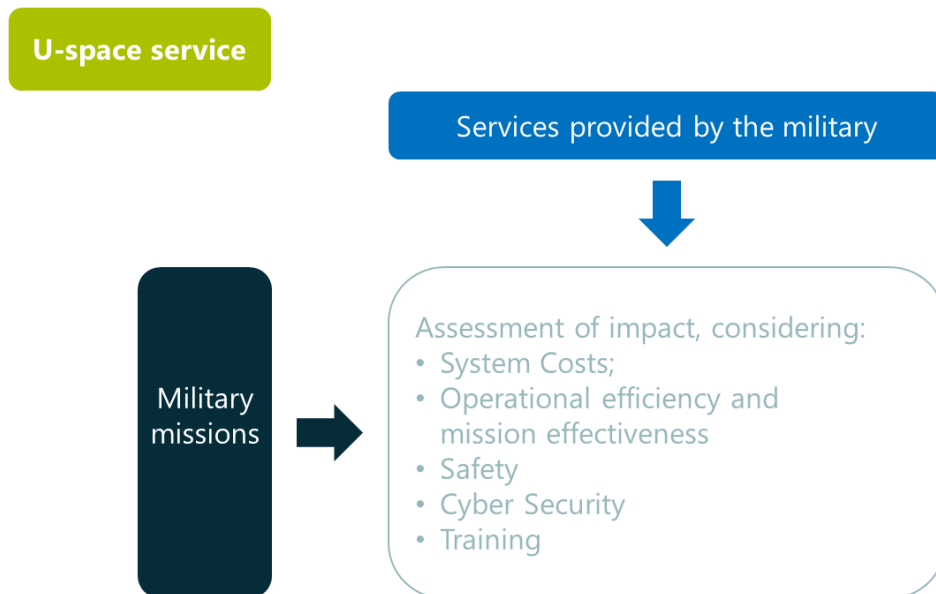 U-space service
Services provided by the military
Military
missions
Assessment of impact, considering:
• System Costs;
• Operational efficiency and
mission effectiveness
• Safety
• Cyber Security
• Training